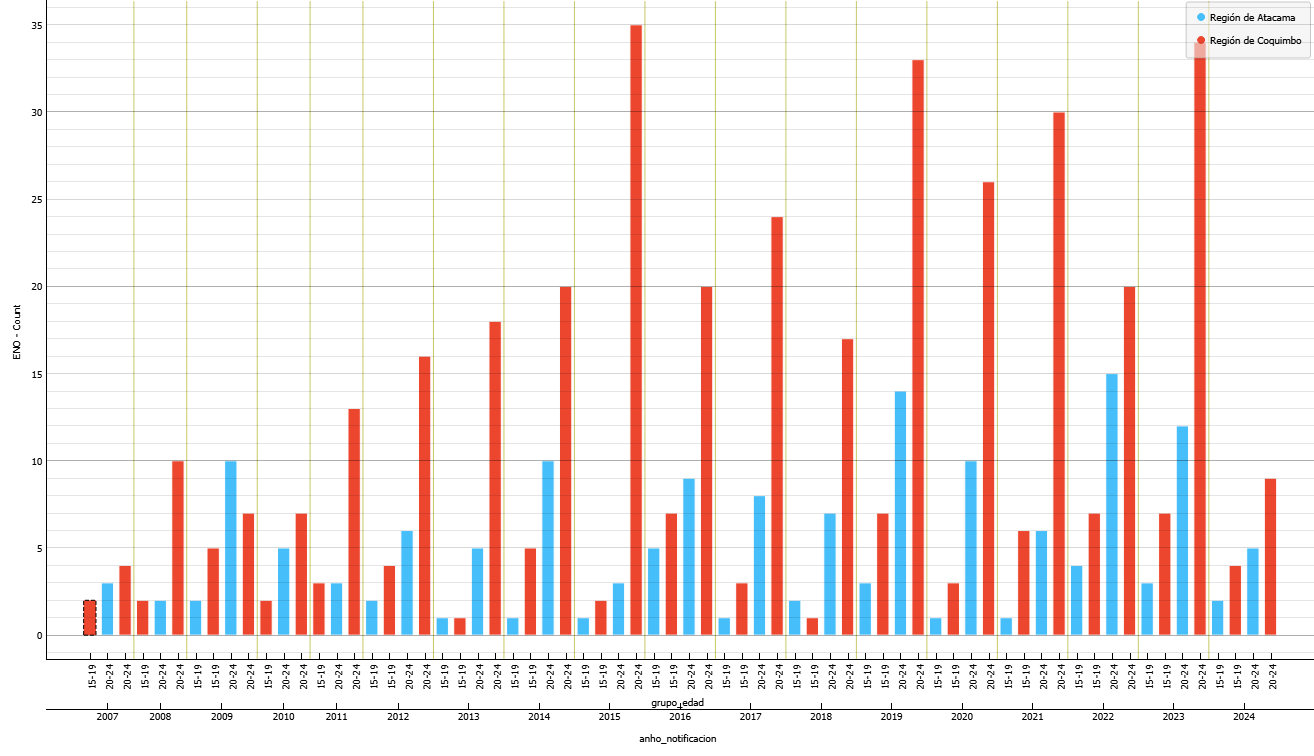 35
30
25
20
15
10
5
0
ENO - Count
Región de Atacama
Región de Coquimbo
15-19 20-24 20-24 15-19 20-24 20-24 15-19 15-19 20-24 20-24 15-19 20-24 20-24 15-19 20-24 20-24 15-19 15-19 20-24 20-24 15-19 15-19 20-24 20-24 15-19 15-19 20-24 20-24 15-19 15-19 20-24 20-24 15-19 15-19 20-24 20-24 15-19 15-19 20-24 20-24 15-19 15-19 20-24 20-24 15-19 15-19 20-24 20-24 15-19 15-19 20-24 20-24 15-19 15-19 20-24 20-24 15-19 15-19 20-24 20-24 15-19 15-19 20-24 20-24 15-19 15-19 20-24 20-24
grupo_edad
2007 2008 2009 2010 2011 2012 2013 2014 2015 2016 2017 2018 2019 2020 2021 2022 2023 2024
anho_notificacion